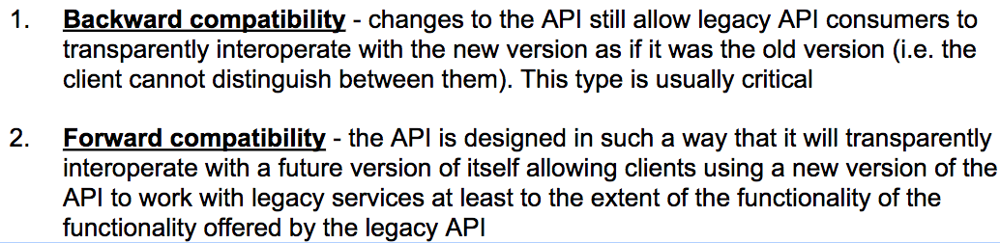 1. Backward compatibility - changes to the API still allow legacy API consumers to
transparently interoperate with the new version as if it was the old version (i.e. the
client cannot distinguish between them). This type is usually critical
2. Forward compatibility - the API is designed in such a way that it will transparently
interoperate with a future version of itself allowing clients using a new version of the
API to work with legacy services at least to the extent of the functionality of the
functionality offered by the legacy API